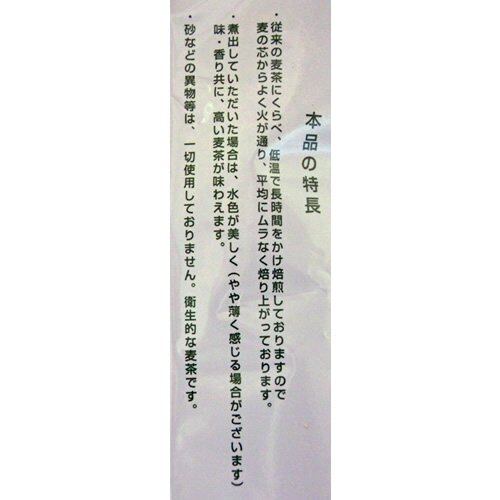 本品の特長
・従来の麦茶にくらべ、低温で長時間をかけ焙煎しておりますので
麦の芯からよく火が通り、平均にムラなく焙り上がっております。
・煮出していただいた場合は、水色が美しく(やや薄く感じる場合がございます)
味・香り共に、高い麦茶が味わえます。
・砂などの異物等は、一切使用しておりません。衛生的な麦茶です。